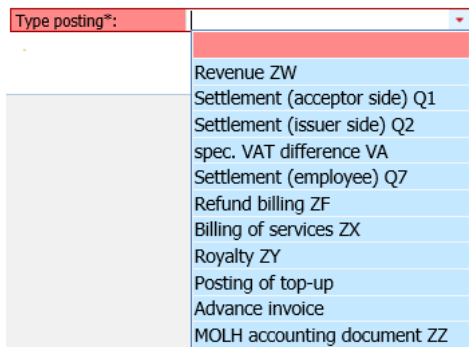 Type posting*:
Revenue ZW
Settlement (acceptor side) Q1
Settlement (issuer side) Q2
spec. VAT difference VA
Settlement (employee) Q7
Refund billing ZF
Billing of services ZX
Royalty ZY
Posting of top-up
Advance invoice
MOLH accounting document ZZ